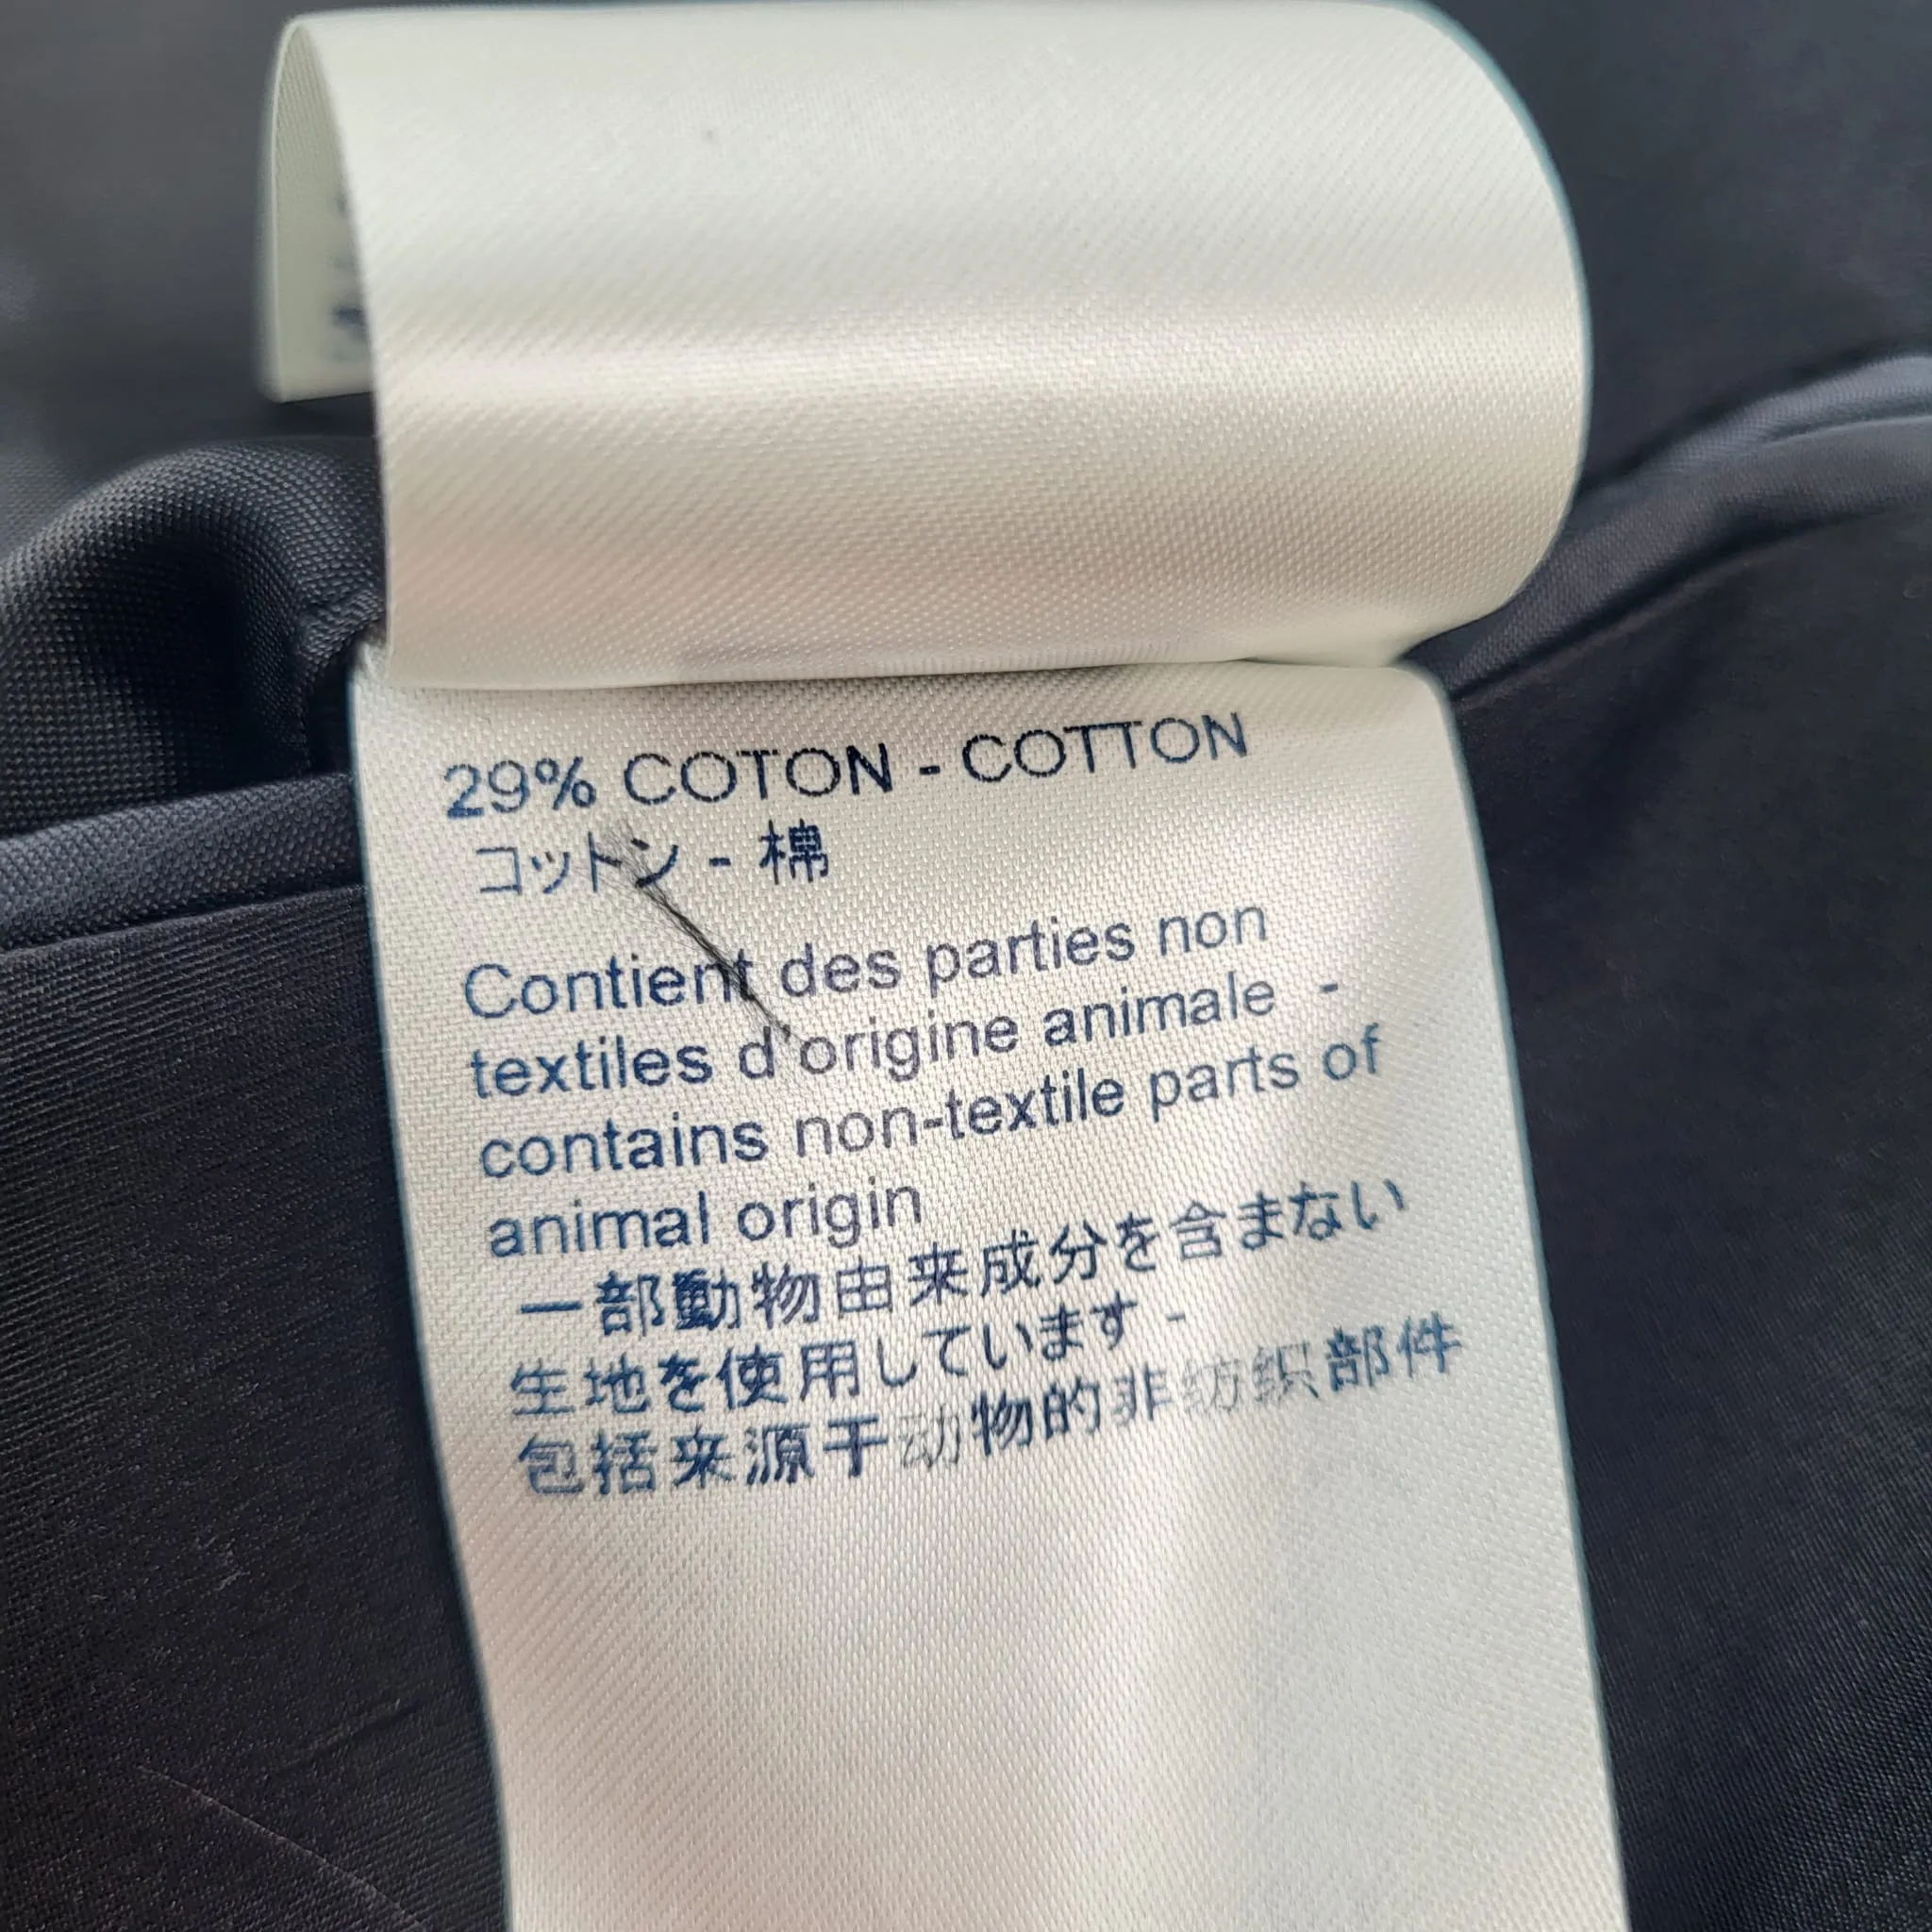 29% COTON - COTTON
コットン - 棉
Contient des parties non
textiles d'origine animale -
contains non-textile parts of
animal origin
一部動物由来成分を含まない
生地を使用しています -
包括来源于动物的非纺织部件